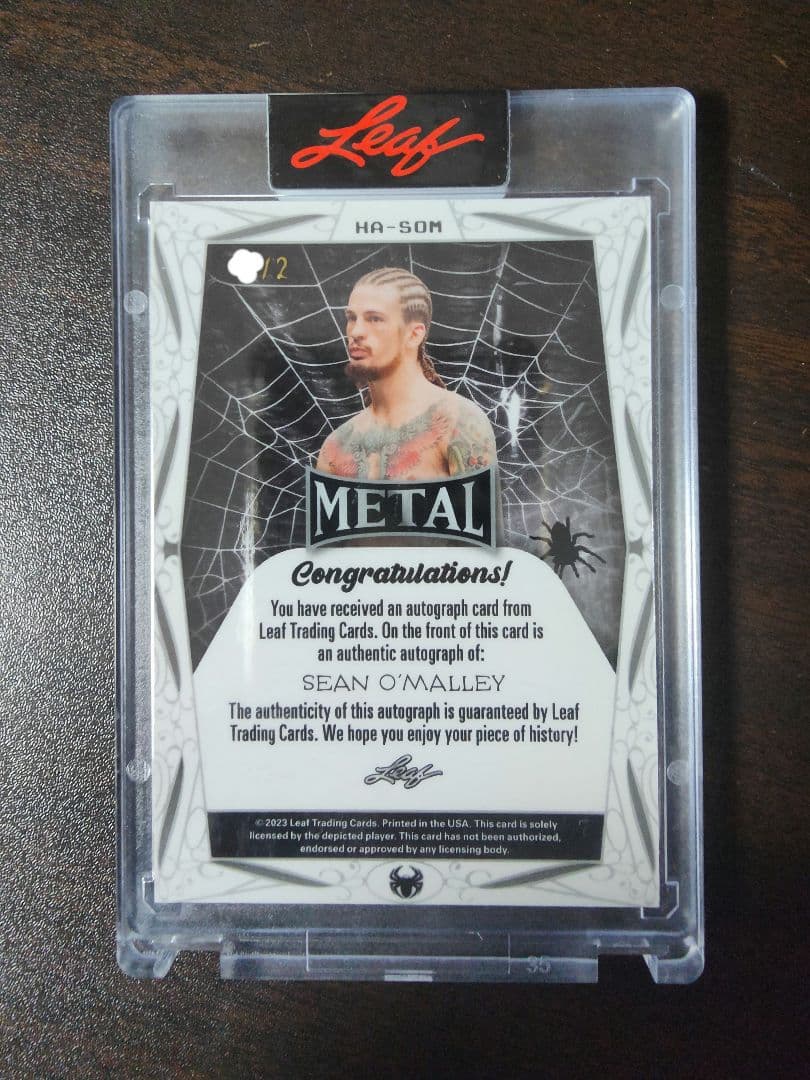 Leaf
HA-SOM
/2
METAL
Congratulations!
You have received an autograph card from
Leaf Trading Cards. On the front of this card is
an authentic autograph of:
SEAN O'MALLEY
The authenticity of this autograph is guaranteed by Leaf
Trading Cards. We hope you enjoy your piece of history!
Leaf
©2023 Leaf Trading Cards. Printed in the USA. This card is solely
licensed by the depicted player. This card has not been authorized,
endorsed or approved by any licensing body.
35